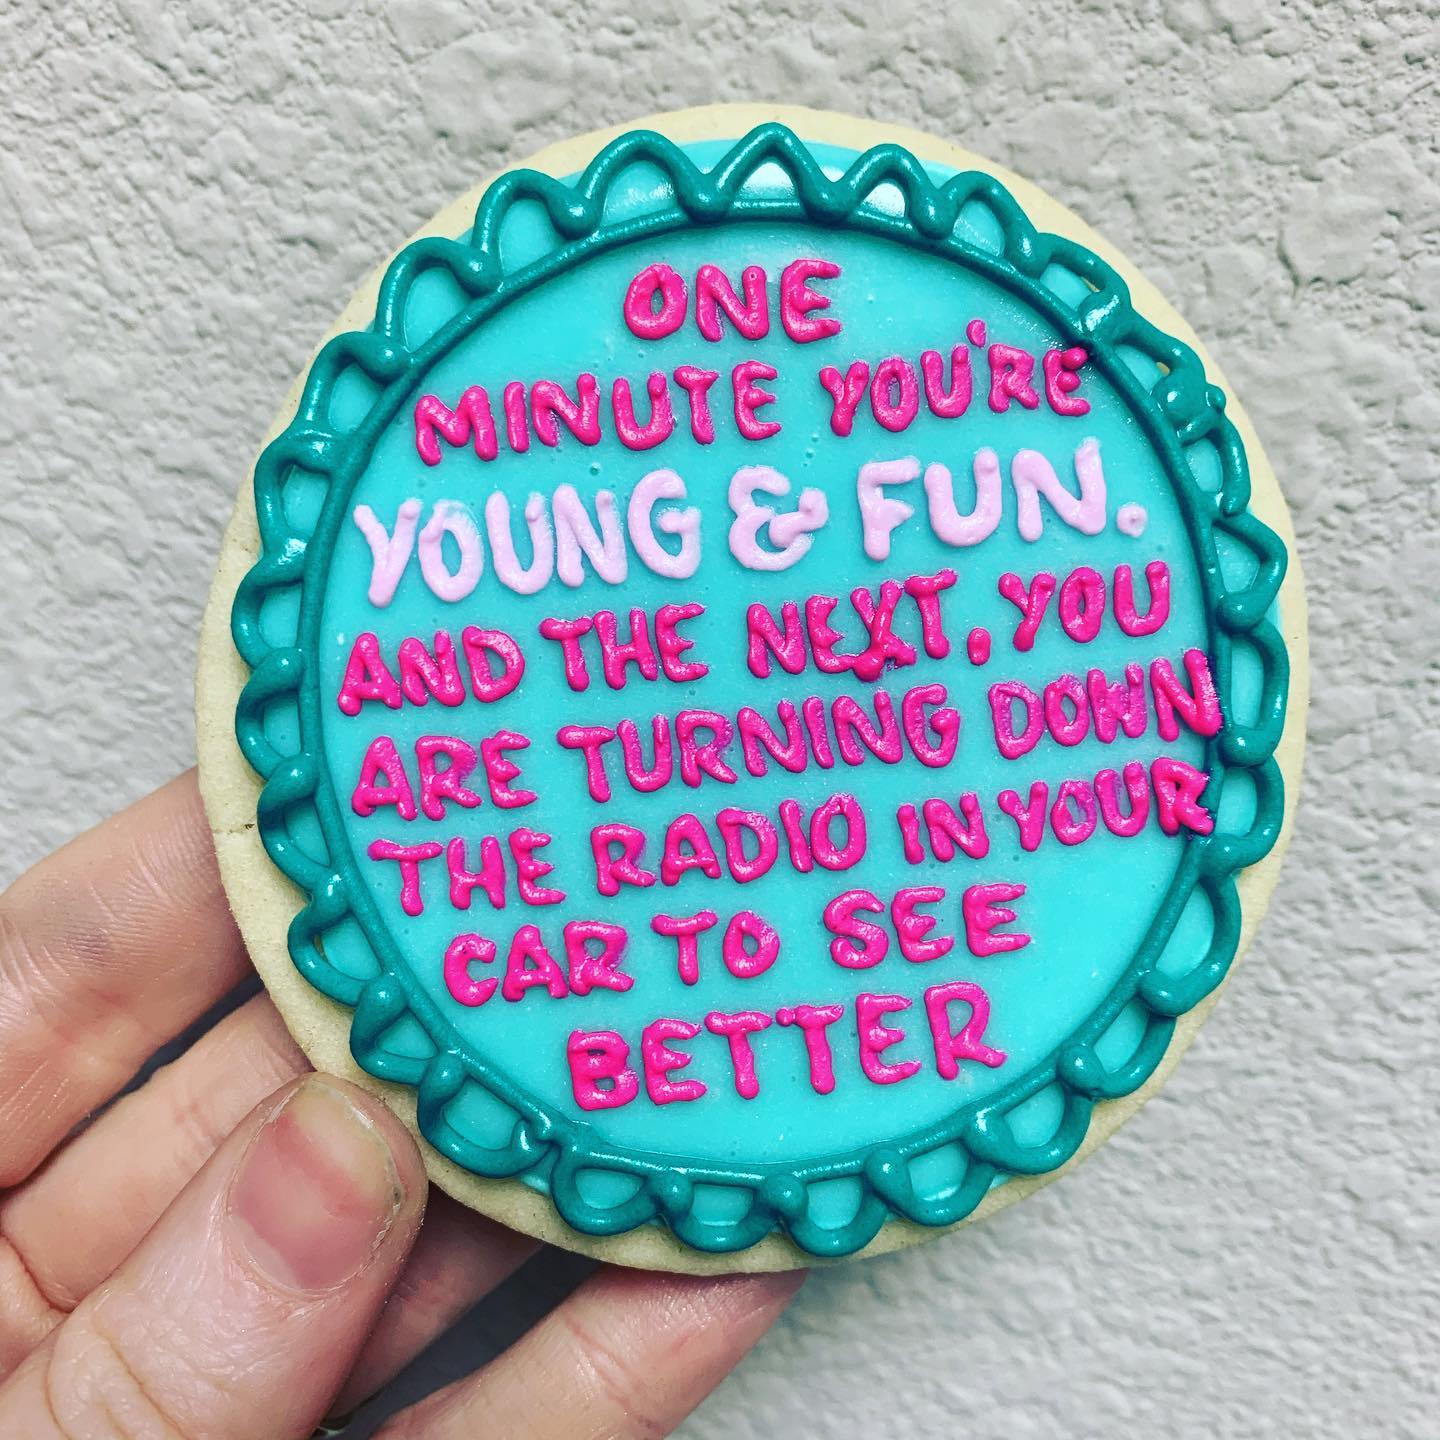 ONE
MINUTE YOU'RE
YOUNG & FUN.
AND THE NEXT, YOU
ARE TURNING DOWN
THE RADIO IN YOUR
CAR TO SEE
BETTER